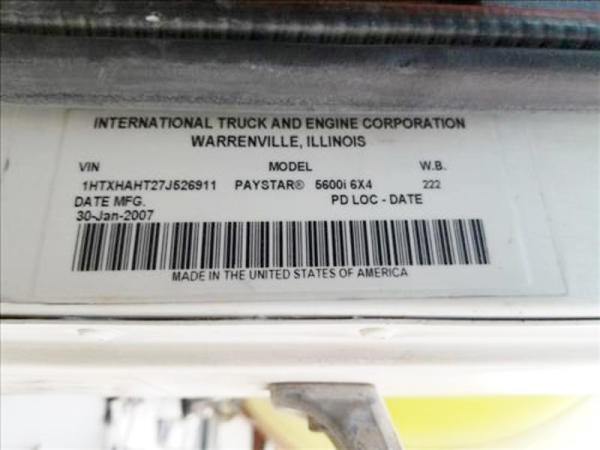 INTERNATIONAL TRUCK AND ENGINE CORPORATION
WARRENVILLE, ILLINOIS
VIN MODEL W.B.
1HTXHAHT27J526911 PAYSTAR® 5600i 6X4 222
DATE MFG. PD LOC - DATE
30-Jan-2007
MADE IN THE UNITED STATES OF AMERICA